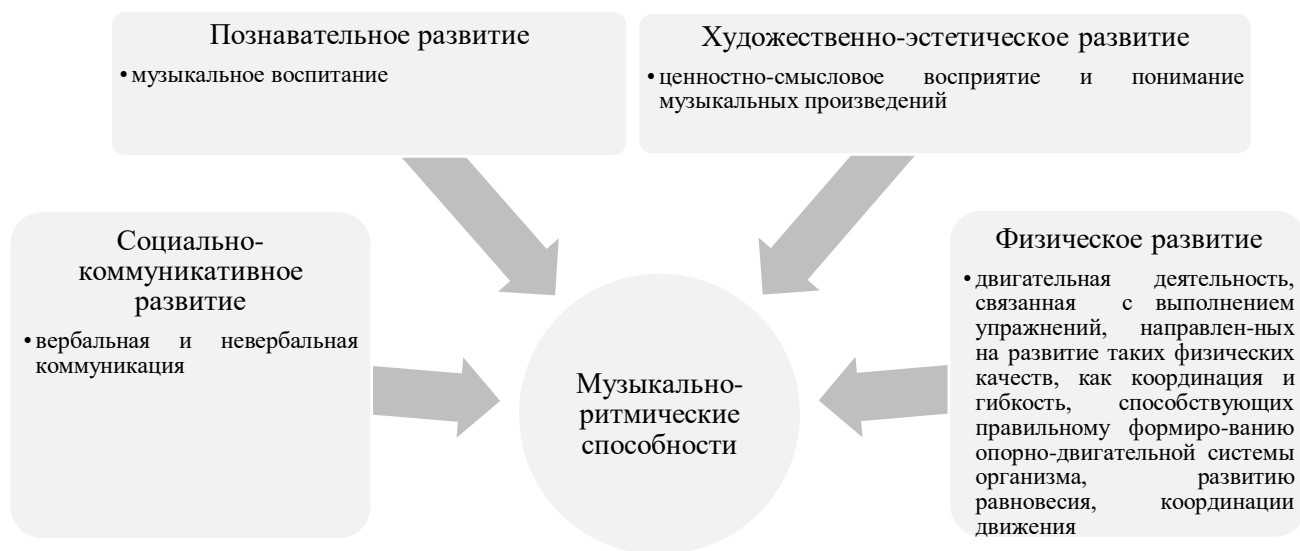 Познавательное развитие
• музыкальное воспитание
Художественно-эстетическое развитие
• ценностно-смысловое восприятие и понимание
музыкальных произведений
Социально-
коммуникативное
развитие
• вербальная и невербальная
коммуникация
Физическое развитие
• двигательная деятельность,
связанная с выполнением
упражнений, направлен-ных
на развитие таких физических
качеств, как координация и
гибкость, способствующих
правильному формиро-ванию
опорно-двигательной системы
организма, развитию
равновесия, координации
движения
Музыкально-
ритмические
способности